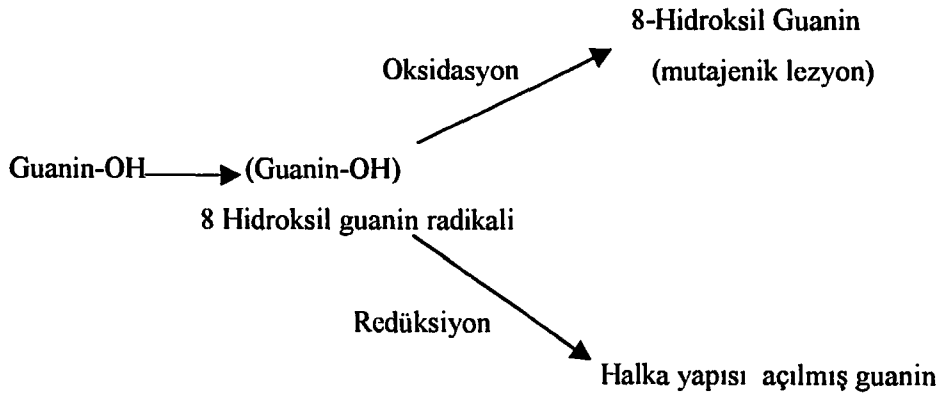 8-Hidroksil Guanin
(mutajenik lezyon)
Oksidasyon
Guanin-OH (Guanin-OH)
8 Hidroksil guanin radikali
Redüksiyon
Halka yapısı açılmış guanin